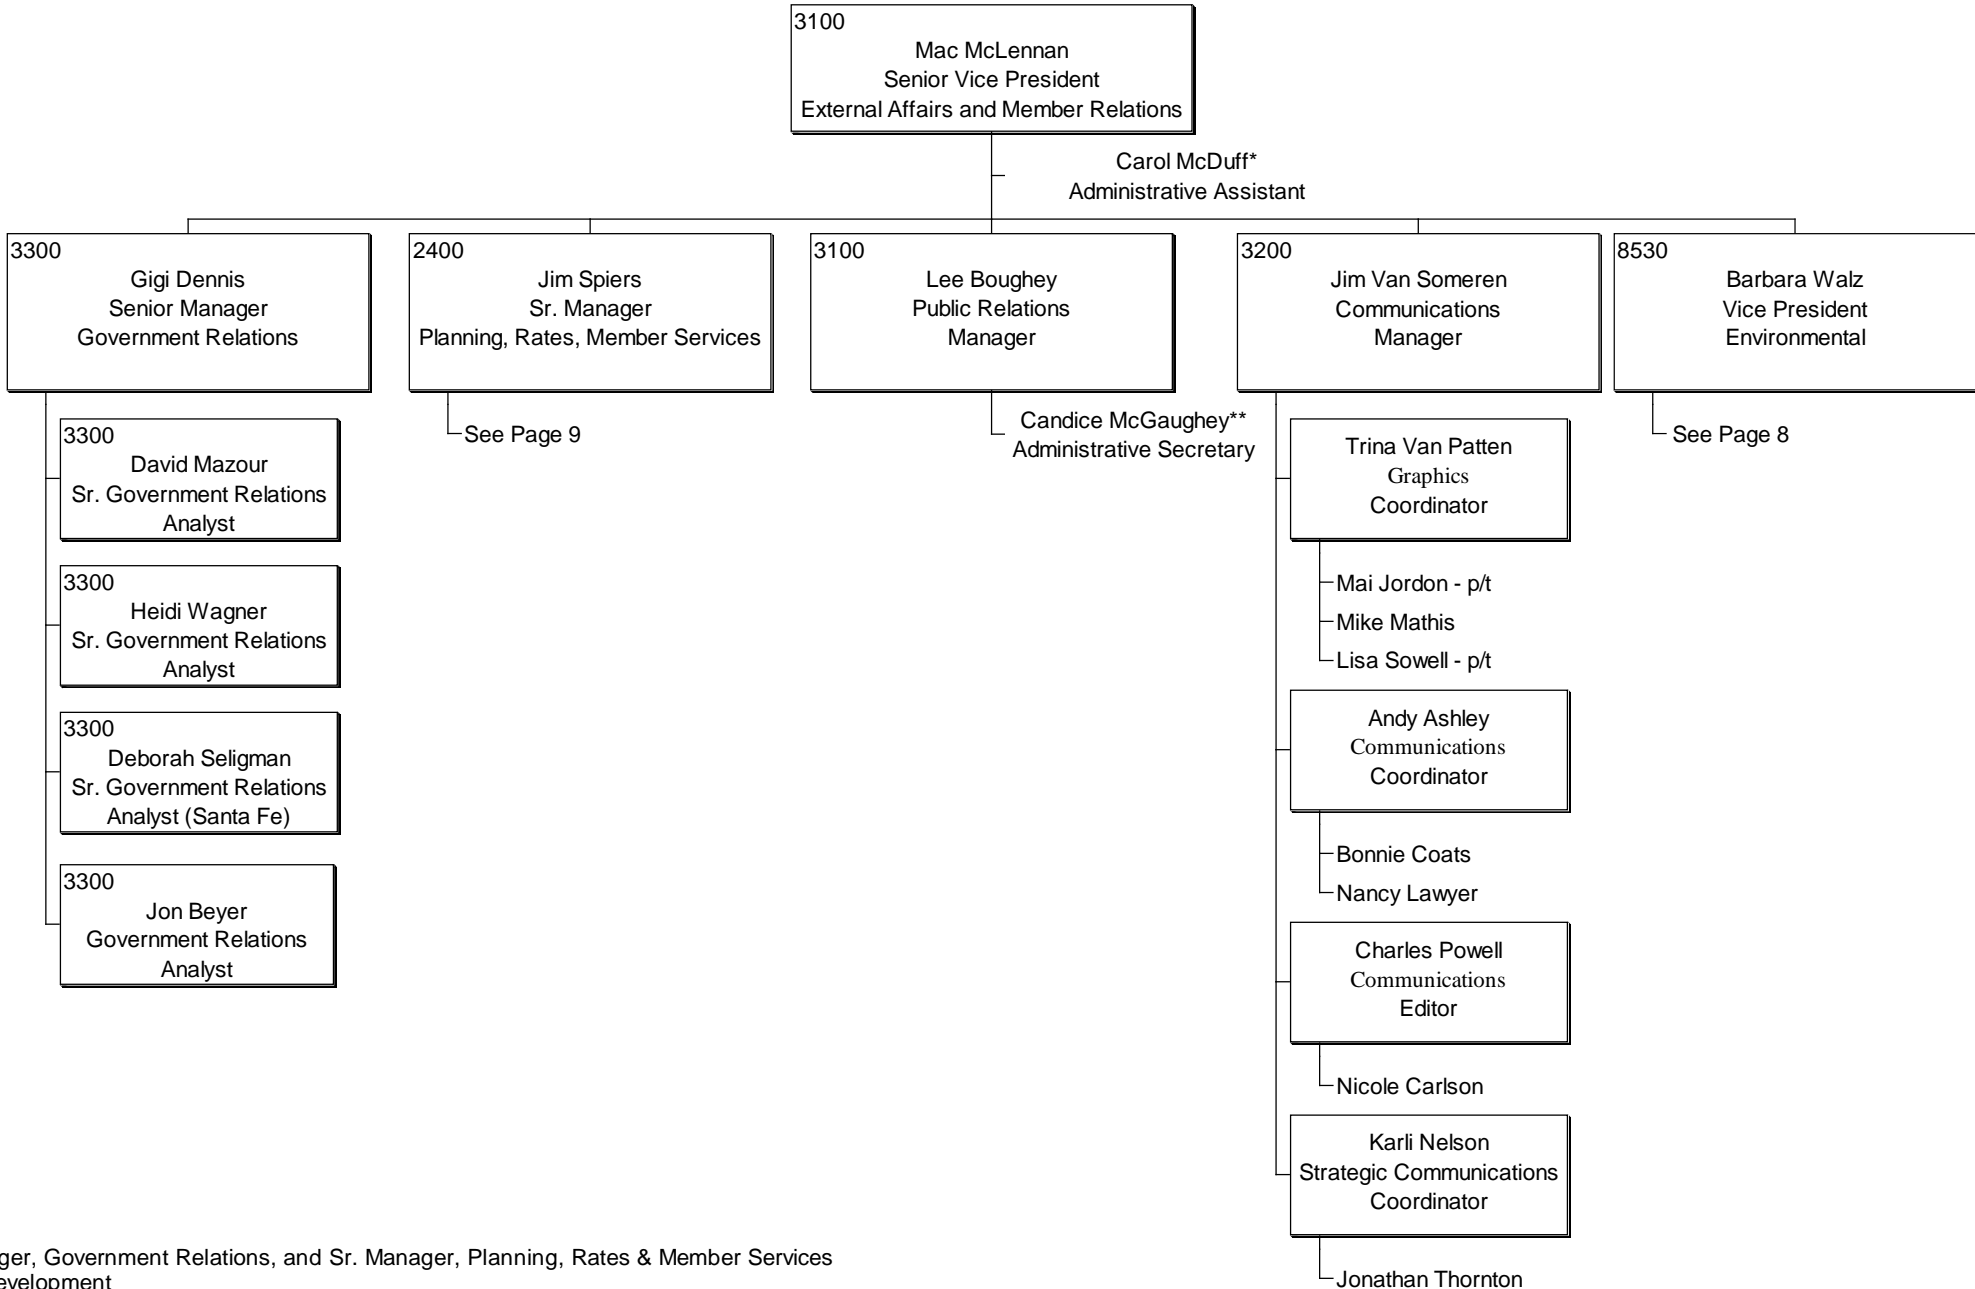 3100
Mac McLennan
Senior Vice President
External Affairs and Member Relations
Carol McDuff*
Administrative Assistant
3300
Gigi Dennis
Senior Manager
Government Relations
2400
Jim Spiers
Sr. Manager
Planning, Rates, Member Services
3100
Lee Boughey
Public Relations
Manager
3200
Jim Van Someren
Communications
Manager
8530
Barbara Walz
Vice President
Environmental
3300
David Mazour
Sr. Government Relations
Analyst
3300
Heidi Wagner
Sr. Government Relations
Analyst
3300
Deborah Seligman
Sr. Government Relations
Analyst (Santa Fe)
3300
Jon Beyer
Government Relations
Analyst
See Page 9
Candice McGaughey**
Administrative Secretary
Trina Van Patten
Graphics
Coordinator
Mai Jordon - p/t
Mike Mathis
Lisa Sowell - p/t
Andy Ashley
Communications
Coordinator
Bonnie Coats
Nancy Lawyer
Charles Powell
Communications
Editor
Nicole Carlson
Karli Nelson
Strategic Communications
Coordinator
Jonathan Thornton
See Page 8
Government Relations, and Sr. Manager, Planning, Rates & Member Services